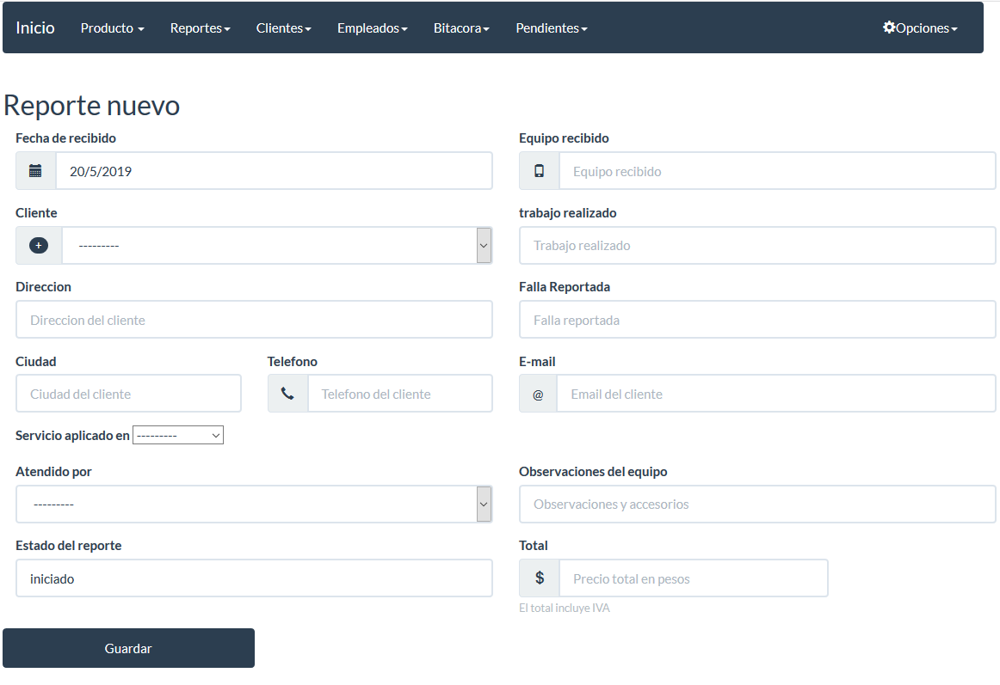 Inicio Producto Reportes Clientes Empleados Bitacora Pendientes Opciones
Reporte nuevo
Fecha de recibido
20/5/2019
Equipo recibido
Equipo recibido
Cliente
---------
trabajo realizado
Trabajo realizado
Direccion
Direccion del cliente
Falla Reportada
Falla reportada
Ciudad
Ciudad del cliente
Telefono
Telefono del cliente
E-mail
@ Email del cliente
Servicio aplicado en ---------
Atendido por
---------
Observaciones del equipo
Observaciones y accesorios
Estado del reporte
iniciado
Total
$ Precio total en pesos
El total incluye IVA
Guardar